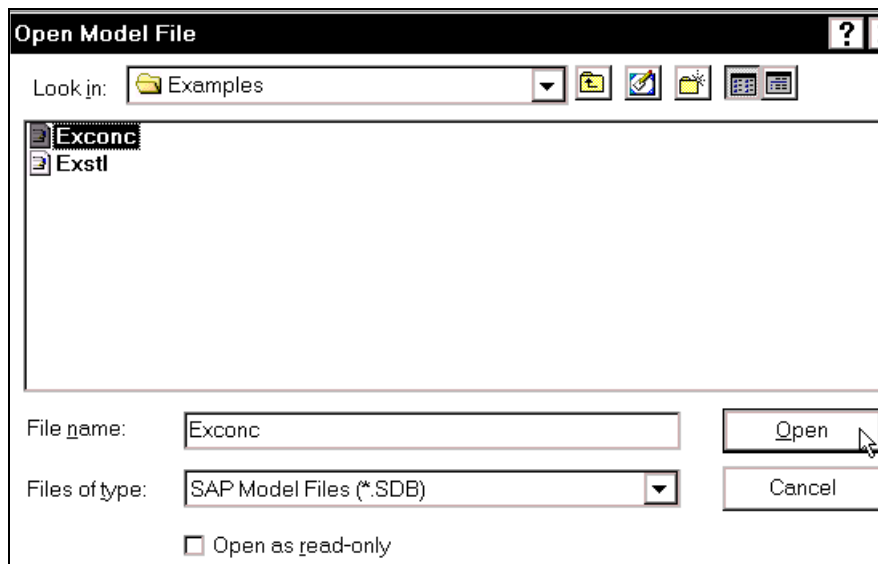 Open Model File ?
Look in: Examples
Exconc
Exstl
File name: Exconc Open
Files of type: SAP Model Files (*.SDB) Cancel
Open as read-only